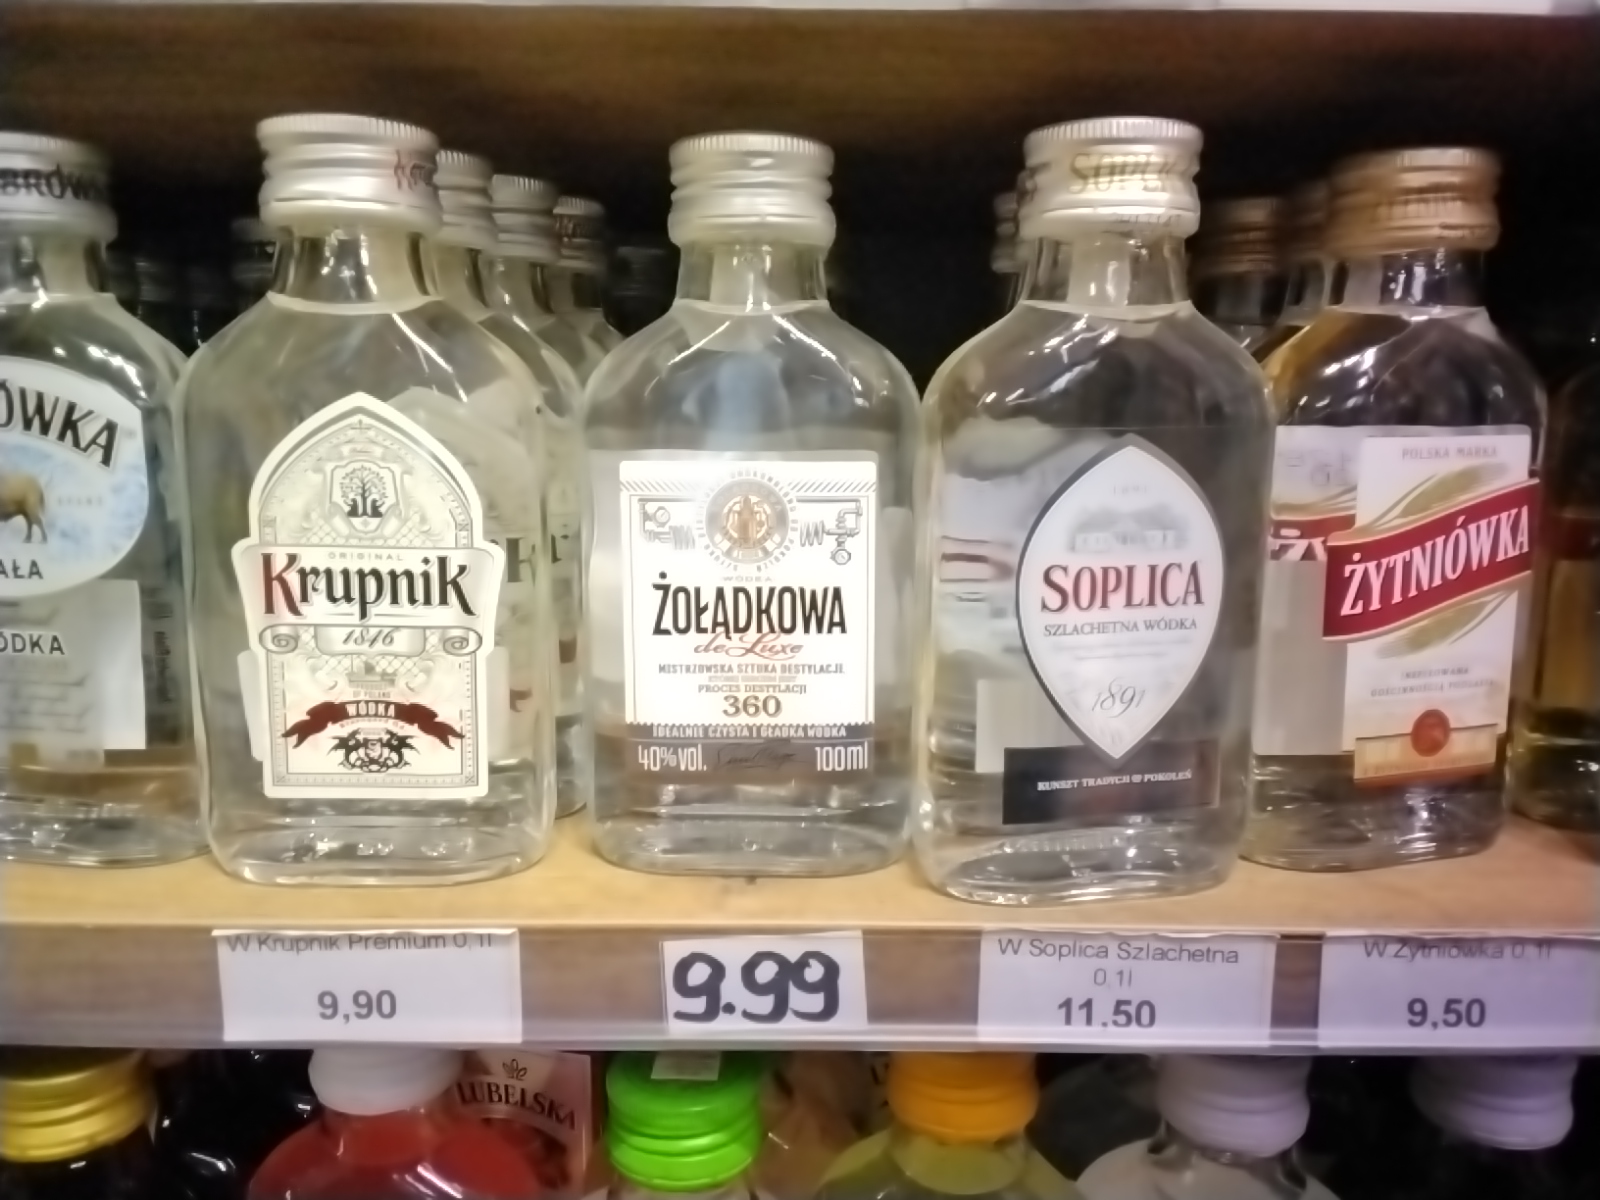 ÓWKA
AŁA
ÓDKA
ORIGINAL
Krupnik
1846
OF POLAND
WÓDKA
WÓDKA
ŻOŁĄDKOWA
de Luxe
MISTRZOWSKA SZTUKA DESTYLACJI
PROCES DESTYLACJI
360
IDEALNIE CZYSTA I GŁADKA WÓDKA
40%vol.
100ml
SOPLICA
SZLACHETNA WÓDKA
1891
KUNSZT TRADYCJI POKOLEŃ
POLSKA MARKA
ŻYTNIÓWKA
W Krupnik Premium 0,1l
9,90
9.99
W Soplica Szlachetna
0,1l
11,50
W Żytniówka 0,1l
9,50
LUBELSKA